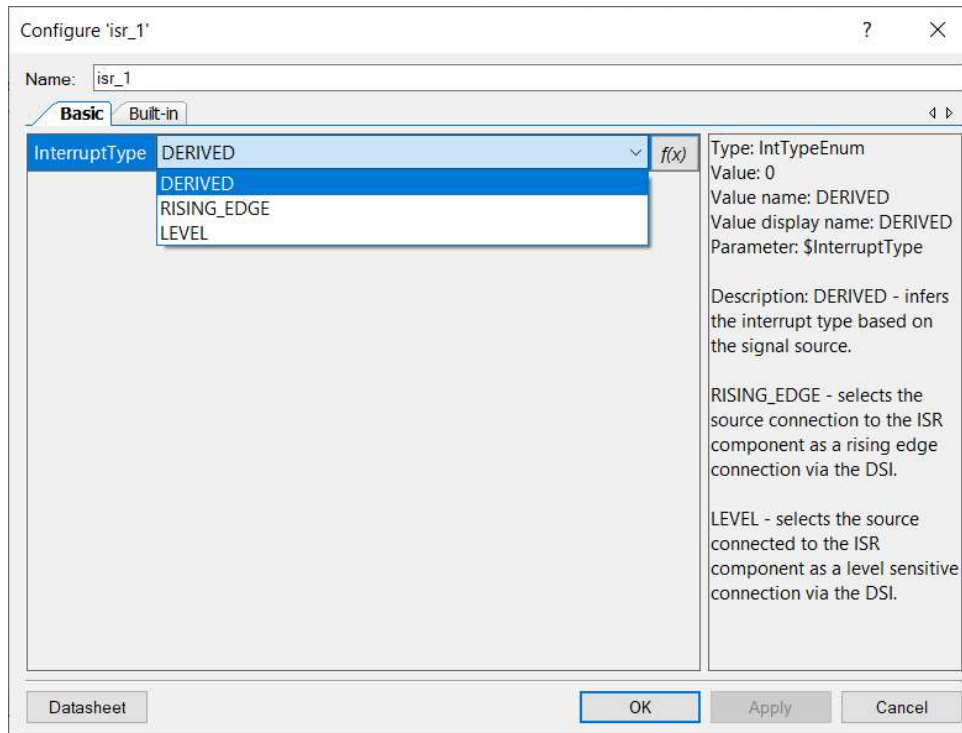 Configure 'isr_1'
?
Name: isr_1
Basic Built-in
InterruptType DERIVED f(x)
DERIVED
RISING_EDGE
LEVEL
Type: IntTypeEnum
Value: 0
Value name: DERIVED
Value display name: DERIVED
Parameter: $InterruptType
Description: DERIVED - infers
the interrupt type based on
the signal source.
RISING_EDGE - selects the
source connection to the ISR
component as a rising edge
connection via the DSI.
LEVEL - selects the source
connected to the ISR
component as a level sensitive
connection via the DSI.
Datasheet OK Apply Cancel